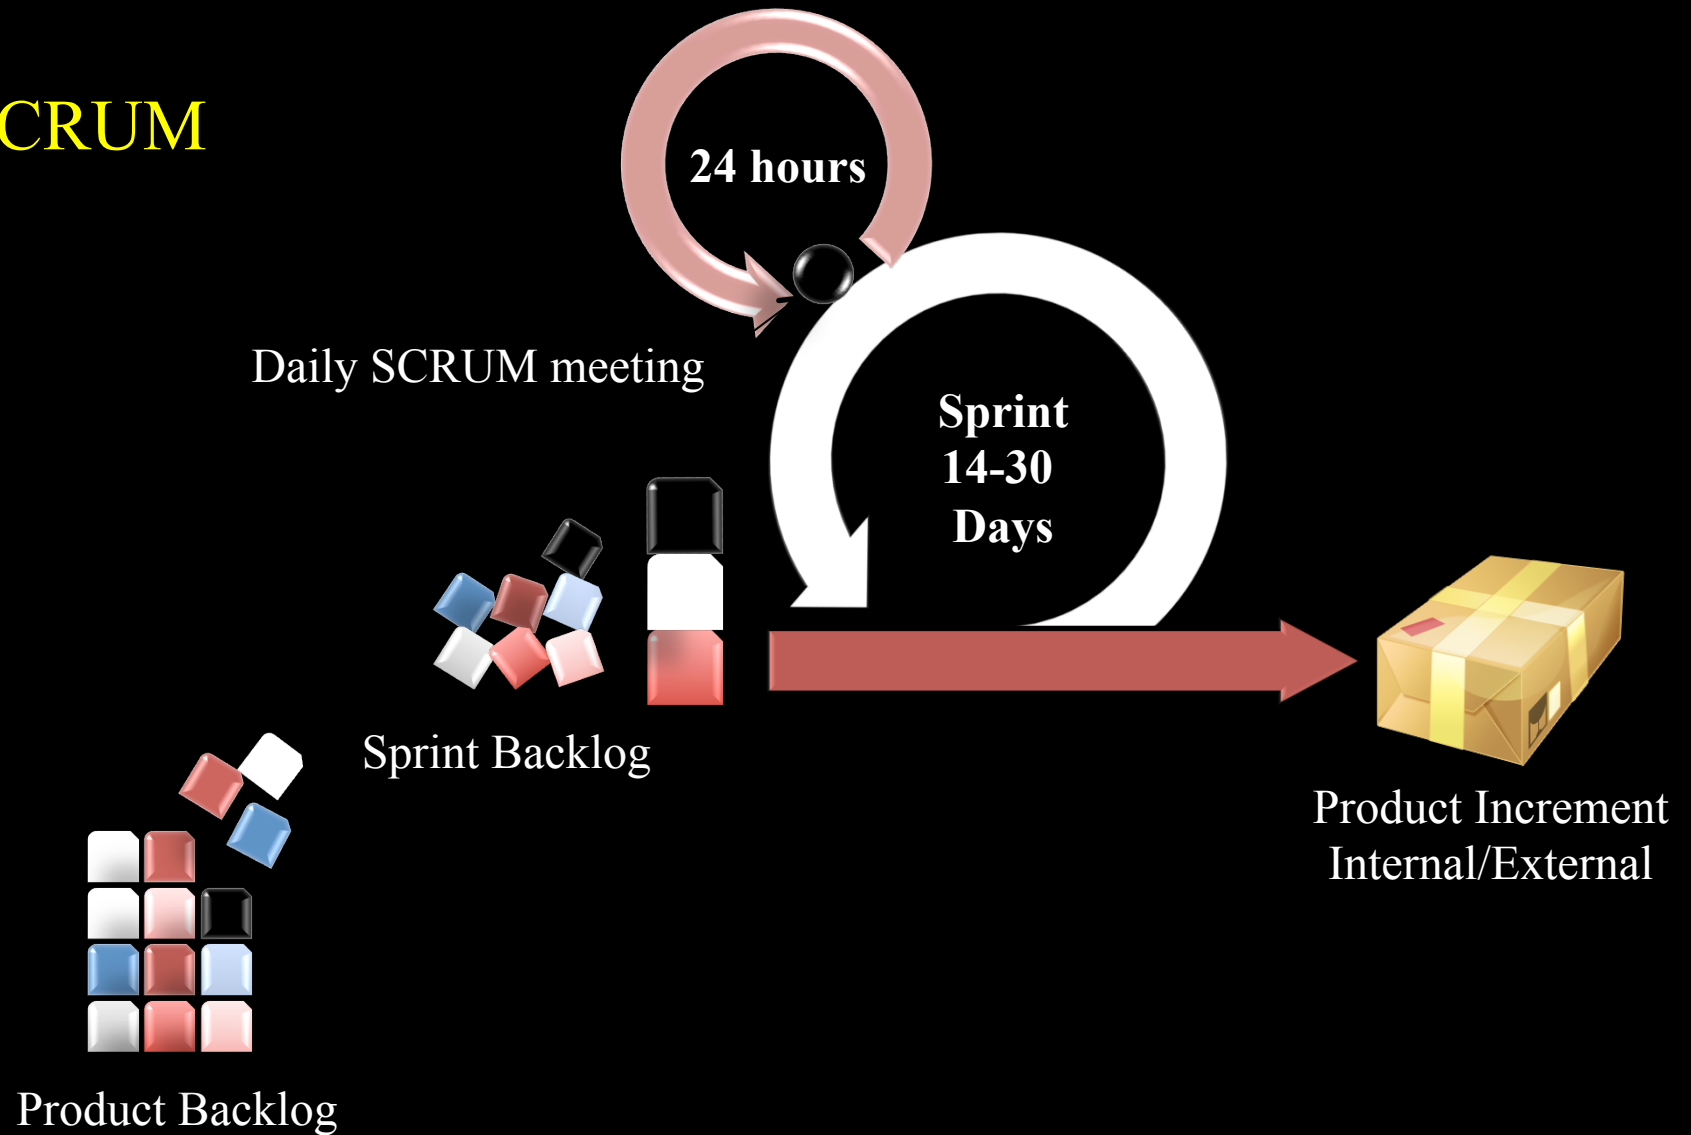 CRUM
24 hours
Daily SCRUM meeting
Sprint
14-30
Days
Sprint Backlog
Product Increment
Internal/External
Product Backlog